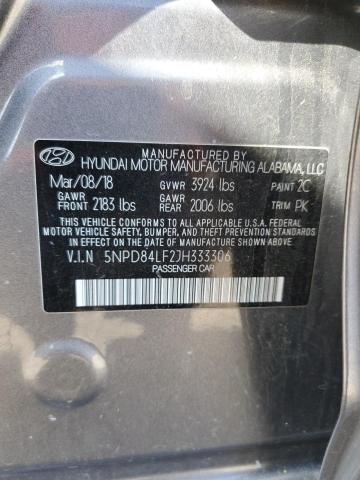 MANUFACTURED BY
HYUNDAI MOTOR MANUFACTURING ALABAMA, LLC
Mar/08/18 GVWR 3924 lbs PAINT 2C
GAWR FRONT 2183 lbs GAWR REAR 2006 lbs TRIM PK
THIS VEHICLE CONFORMS TO ALL APPLICABLE U.S.A. FEDERAL
MOTOR VEHICLE SAFETY, BUMPER, AND THEFT PREVENTION
STANDARDS IN EFFECT ON THE DATE OF MANUFACTURE SHOWN ABOVE.
V.I.N 5NPD84LF2JH333306
PASSENGER CAR